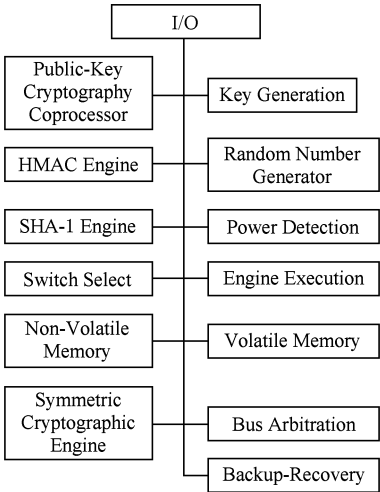 I/O
Public-Key
Cryptography
Coprocessor
Key Generation
HMAC Engine
Random Number
Generator
SHA-1 Engine
Power Detection
Switch Select
Engine Execution
Non-Volatile
Memory
Volatile Memory
Symmetric
Cryptographic
Engine
Bus Arbitration
Backup-Recovery